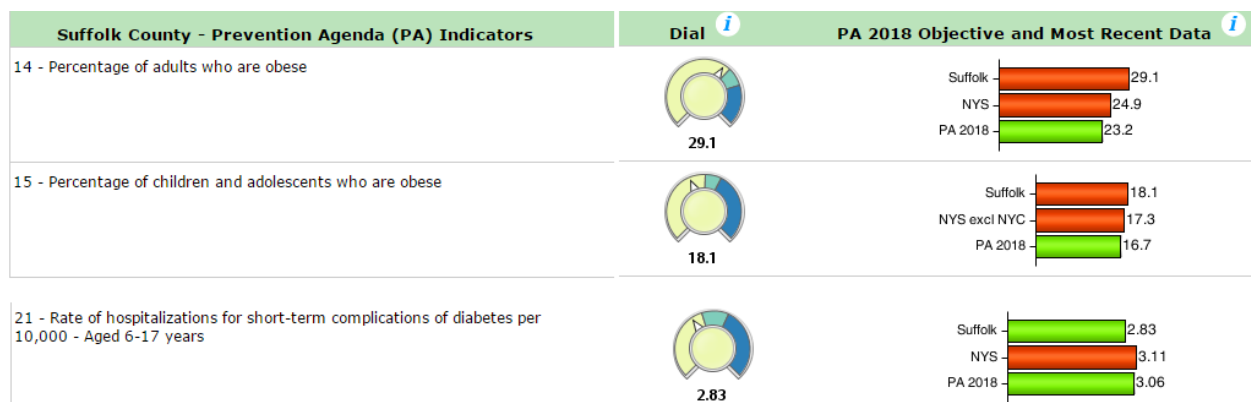 Suffolk County - Prevention Agenda (PA) Indicators
Dial i
PA 2018 Objective and Most Recent Data i
14 - Percentage of adults who are obese
29.1
Suffolk 29.1
NYS 24.9
PA 2018 23.2
15 - Percentage of children and adolescents who are obese
18.1
Suffolk 18.1
NYS excl NYC 17.3
PA 2018 16.7
21 - Rate of hospitalizations for short-term complications of diabetes per
10,000 - Aged 6-17 years
2.83
Suffolk 2.83
NYS 3.11
PA 2018 3.06